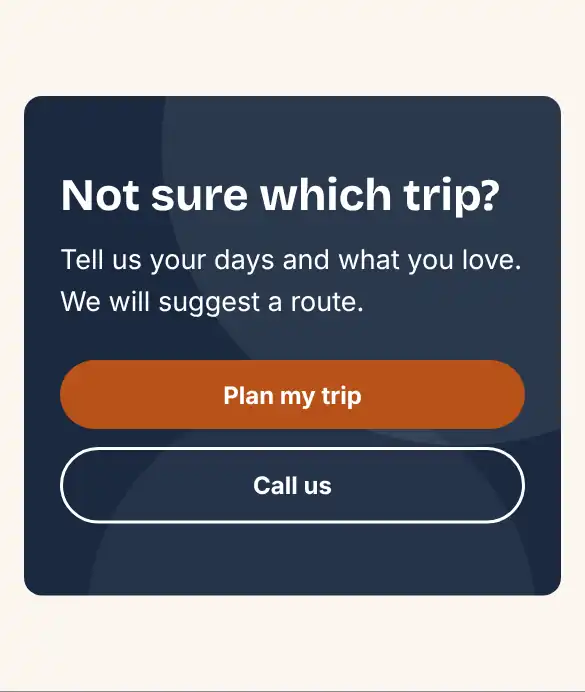 Not sure which trip?
Tell us your days and what you love.
We will suggest a route.
Plan my trip
Call us